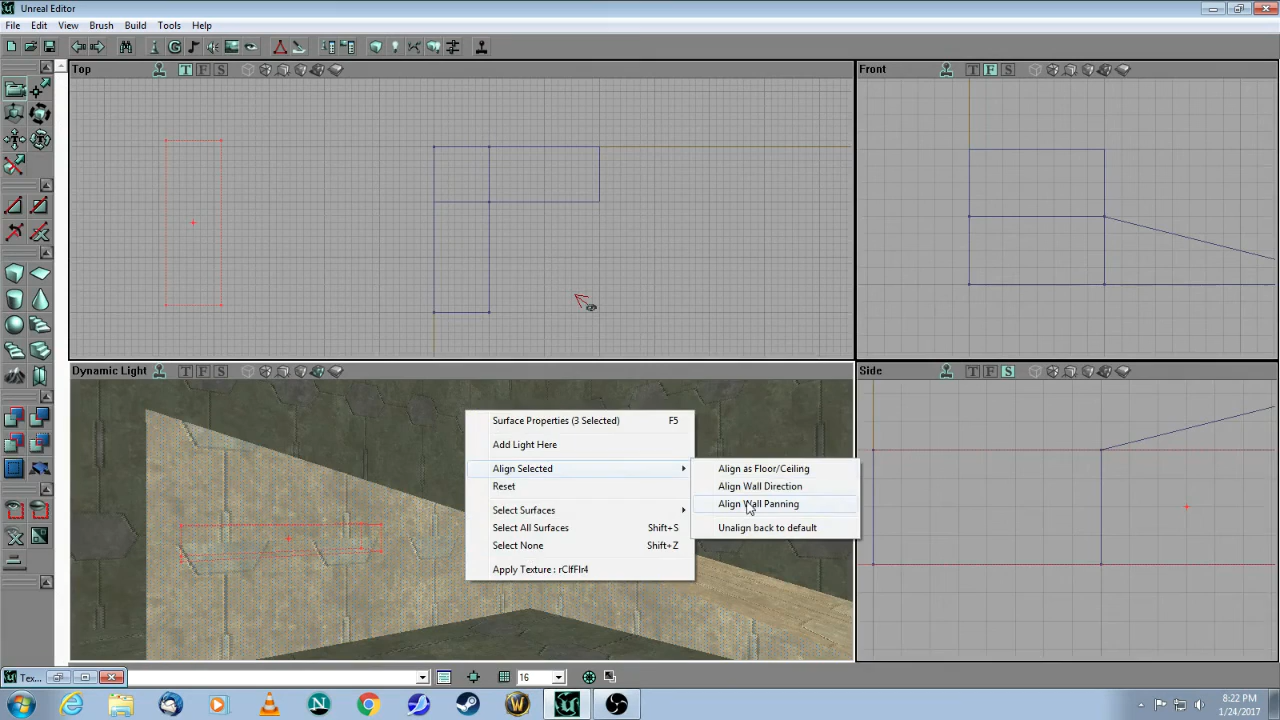 Unreal Editor
File Edit View Brush Build Tools Help
Top T F S
Front T F S
Dynamic Light T F S
Side T F S
Surface Properties (3 Selected) F5
Add Light Here
Align Selected
Reset
Select Surfaces
Select All Surfaces Shift+S
Select None Shift+Z
Apply Texture : rClfFlr4
Align as Floor/Ceiling
Align Wall Direction
Align Wall Panning
Unalign back to default
Tex...
16
8:22 PM
1/24/2017